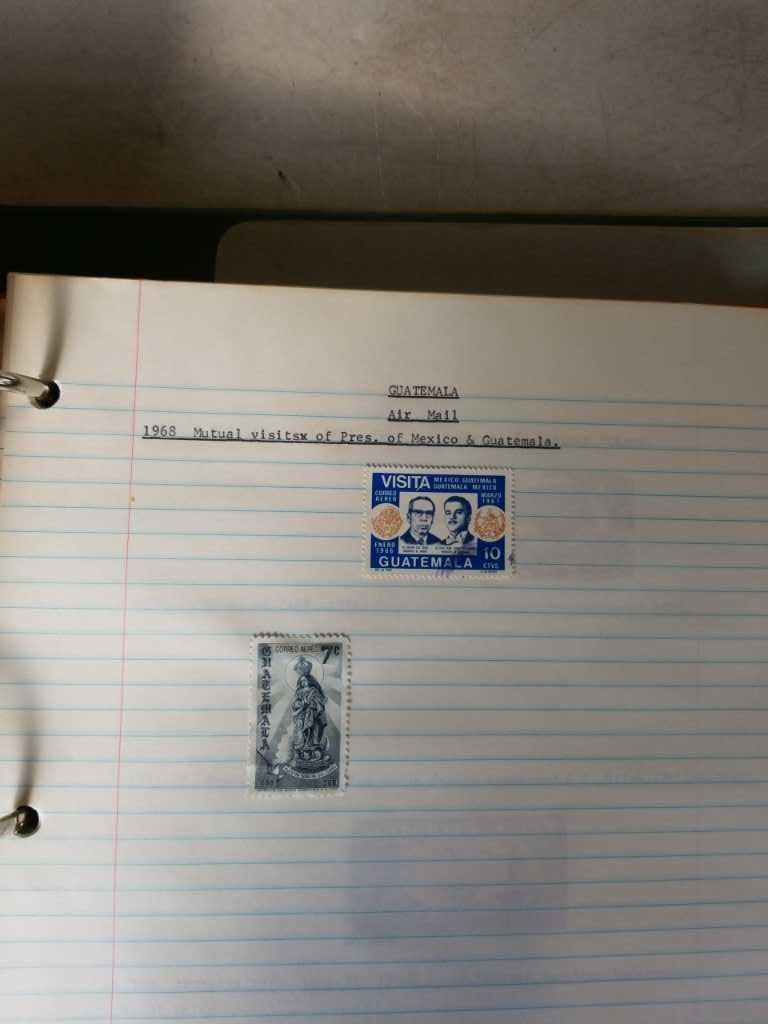 GUATEMALA
Air Mail
1968 Mutual visitsx of Pres. of Mexico & Guatemala.
VISITA MEXICO GUATEMALA
GUATEMALA MEXICO
CORREO
AEREO
MARZO
1967
ENERO
1966
10
CTVS.
GUATEMALA
CORREO AEREO 7¢
GUATEMALA